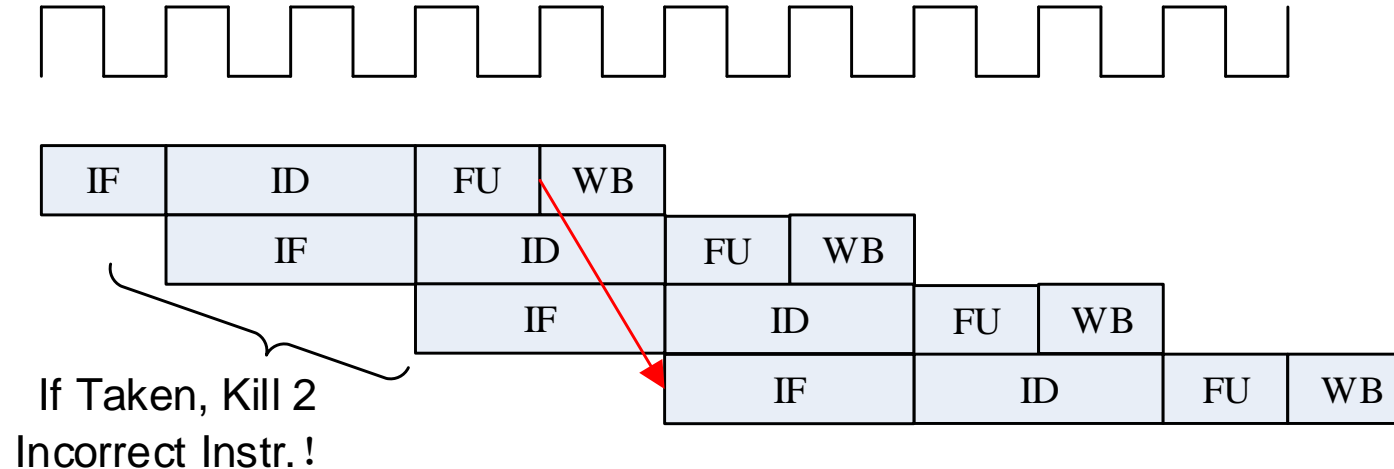 IF ID FU WB
IF ID FU WB
IF ID FU WB
IF ID FU WB
If Taken, Kill 2
Incorrect Instr.！